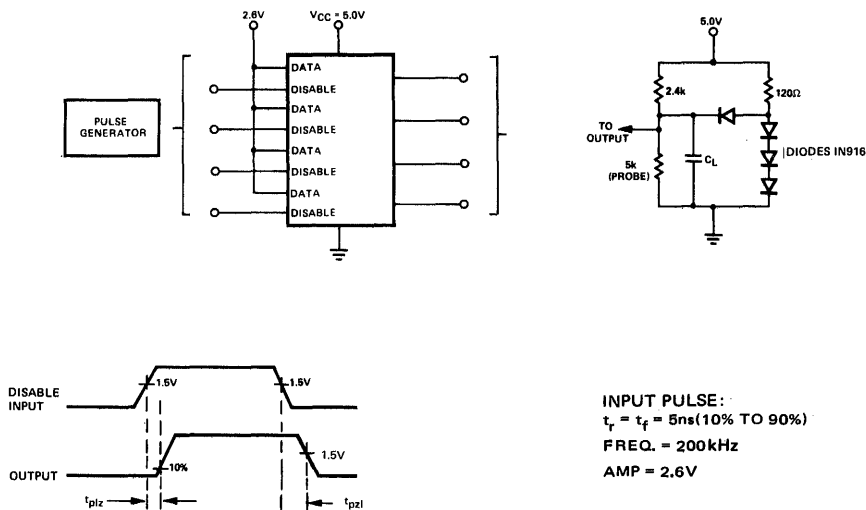 2.6V
VCC = 5.0V
DATA
DISABLE
DATA
DISABLE
DATA
DISABLE
DATA
DISABLE
PULSE
GENERATOR
5.0V
2.4k
120Ω
TO
OUTPUT
5k
(PROBE)
CL
DIODES IN916
DISABLE
INPUT
1.5V
1.5V
OUTPUT
10%
1.5V
tplz
tpzl
INPUT PULSE:
tr = tf = 5ns(10% TO 90%)
FREQ. = 200kHz
AMP = 2.6V